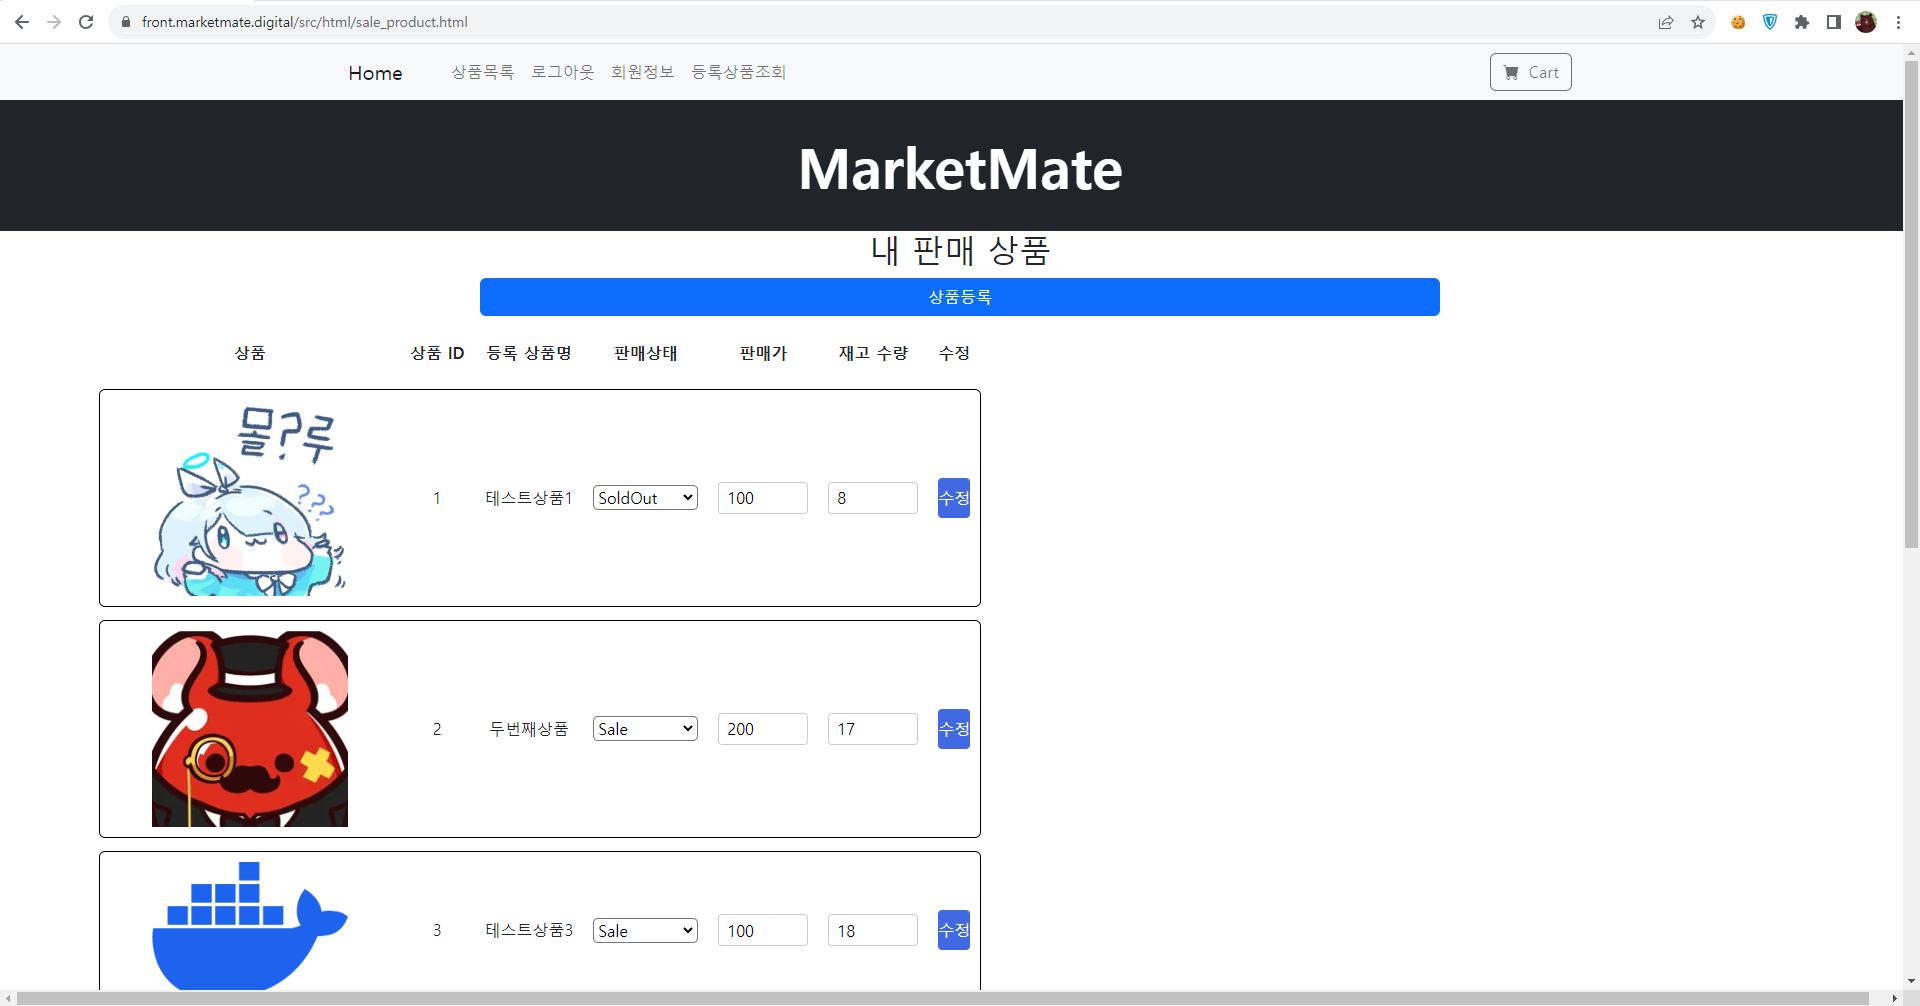 front.marketmate.digital/src/html/sale_product.html
Home 상품목록 로그아웃 회원정보 등록상품조회 Cart
MarketMate
내 판매 상품
상품등록
상품 상품 ID 등록 상품명 판매상태 판매가 재고 수량 수정
몰?루
???
1 테스트상품1 SoldOut 100 8 수정
2 두번째상품 Sale 200 17 수정
3 테스트상품3 Sale 100 18 수정